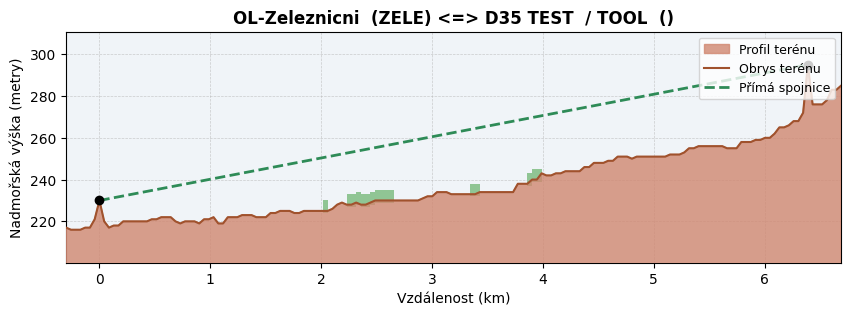 OL-Zeleznicni  (ZELE) <=> D35 TEST  / TOOL  ()
Nadmořská výška (metry)
300
280
260
240
220
Profil terénu
Obrys terénu
Přímá spojnice
0 1 2 3 4 5 6
Vzdálenost (km)